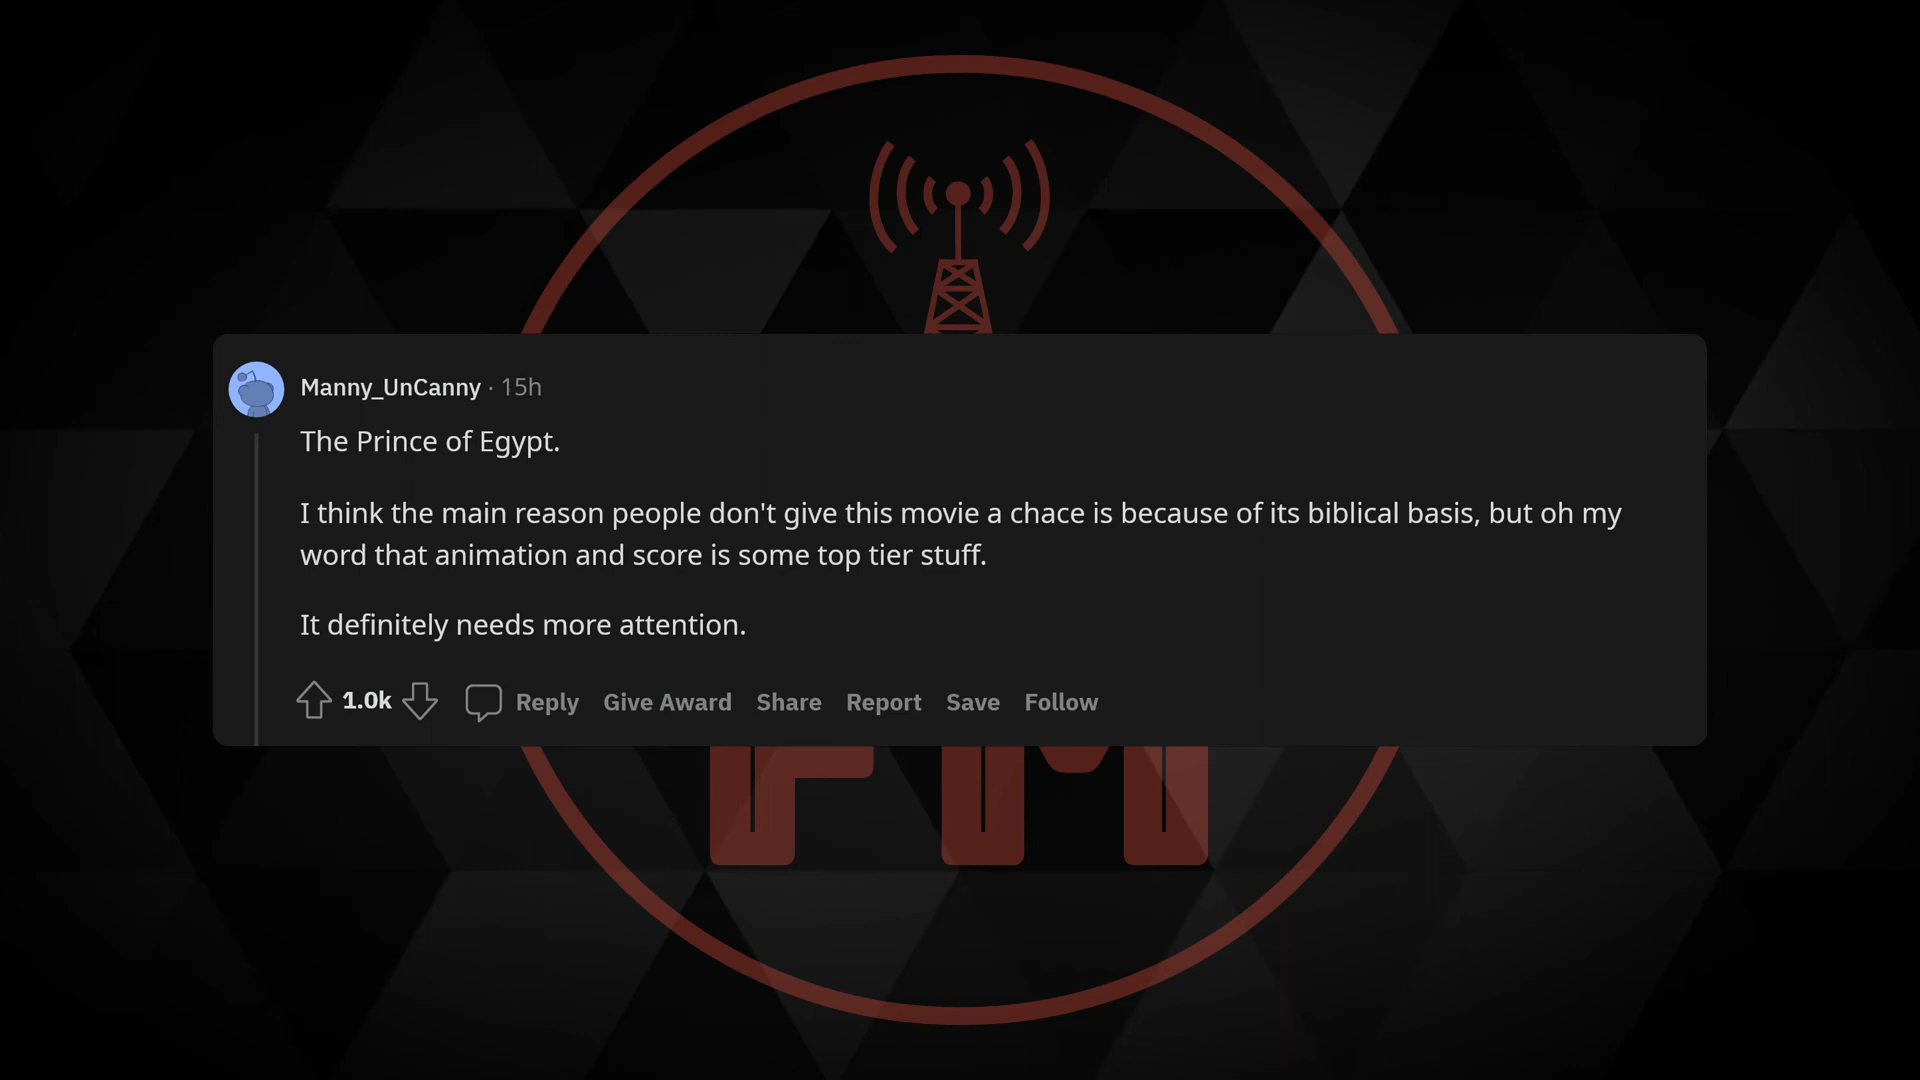 Manny_UnCanny · 15h
The Prince of Egypt.
I think the main reason people don't give this movie a chace is because of its biblical basis, but oh my
word that animation and score is some top tier stuff.
It definitely needs more attention.
1.0k Reply Give Award Share Report Save Follow
FM